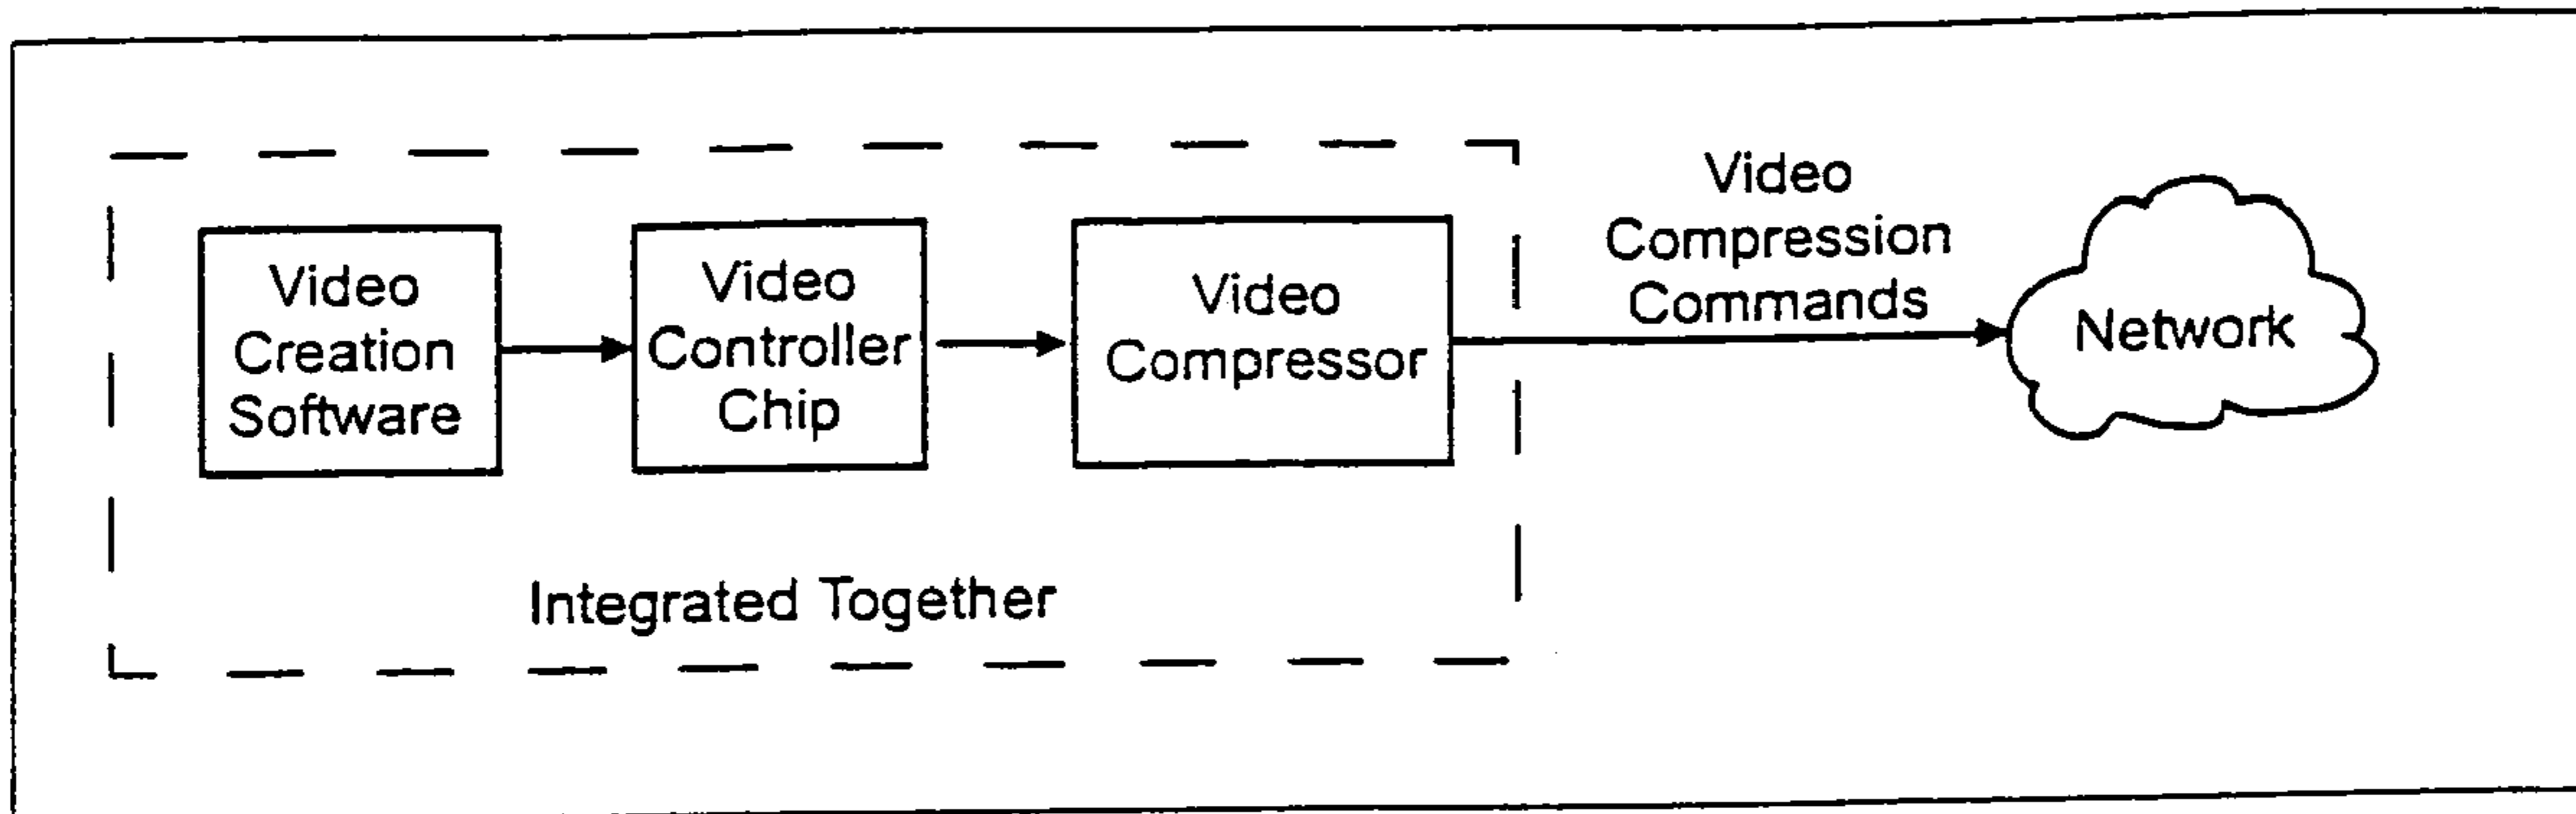 Video
Creation
Software
Video
Controller
Chip
Video
Compressor
Video
Compression
Commands
Network
Integrated Together